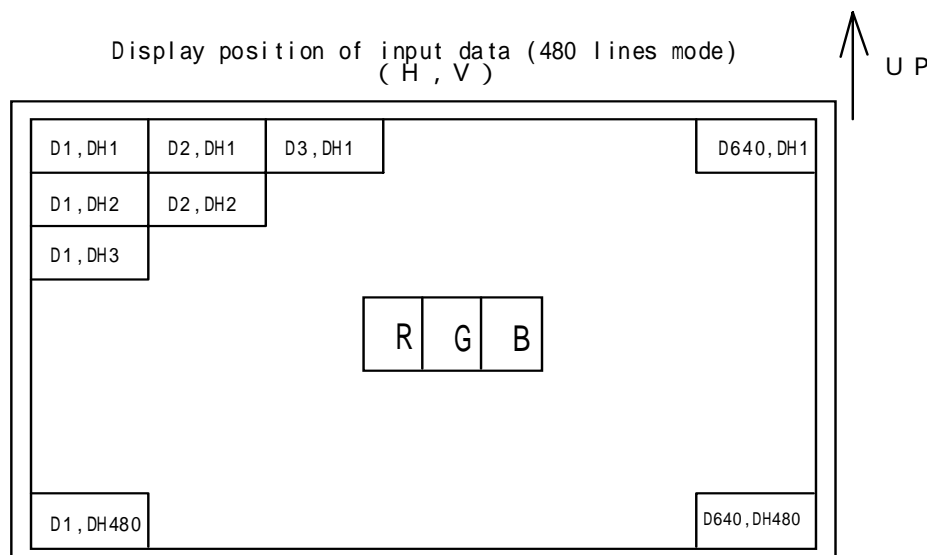 Display position of input data (480 lines mode)
( H , V )
U P
D1,DH1 D2,DH1 D3,DH1 D640,DH1
D1,DH2 D2,DH2
D1,DH3
R G B
D1,DH480 D640,DH480